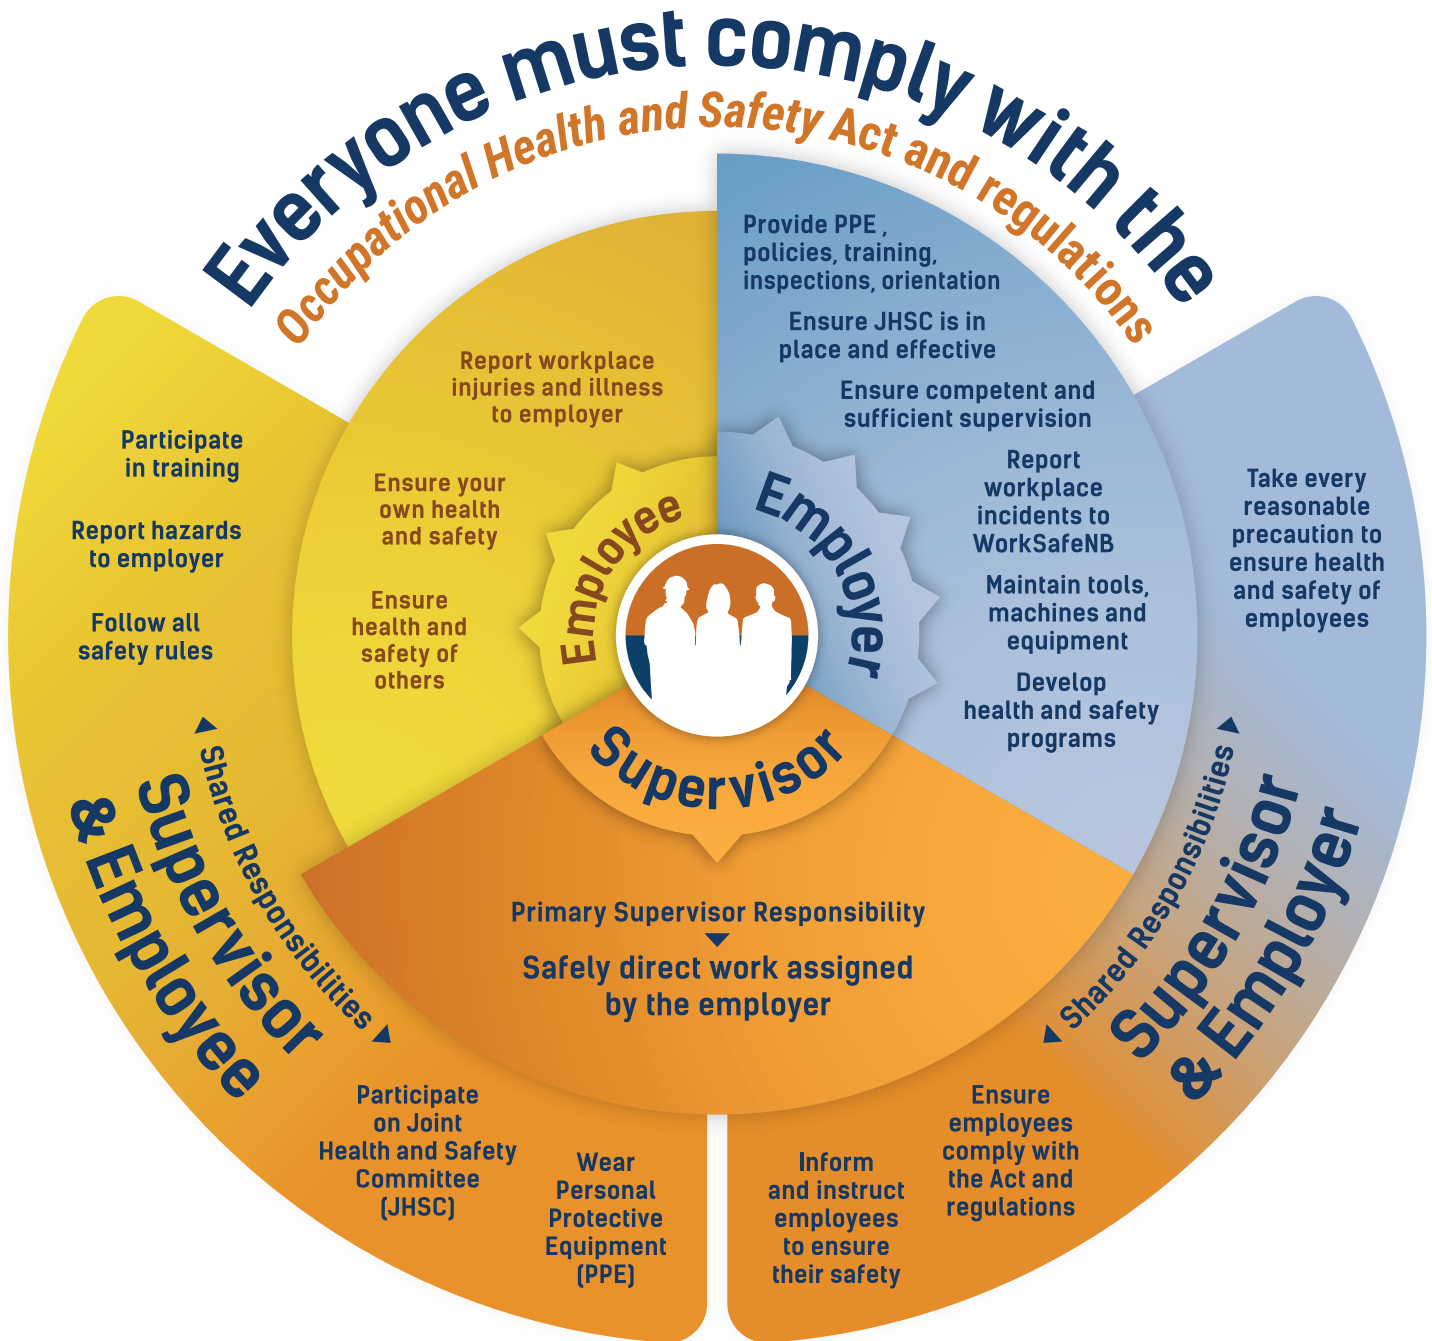 Everyone must comply with the
Occupational Health and Safety Act and regulations
Employee
Report workplace
injuries and illness
to employer
Ensure your
own health
and safety
Ensure
health and
safety of
others
Employer
Provide PPE ,
policies, training,
inspections, orientation
Ensure JHSC is in
place and effective
Ensure competent and
sufficient supervision
Report
workplace
incidents to
WorkSafeNB
Maintain tools,
machines and
equipment
Develop
health and safety
programs
Supervisor
Primary Supervisor Responsibility
Safely direct work assigned
by the employer
Participate
in training
Report hazards
to employer
Follow all
safety rules
Shared Responsibilities
Supervisor
& Employee
Participate
on Joint
Health and Safety
Committee
(JHSC)
Wear
Personal
Protective
Equipment
(PPE)
Take every
reasonable
precaution to
ensure health
and safety of
employees
Shared Responsibilities
Supervisor
& Employer
Ensure
employees
comply with
the Act and
regulations
Inform
and instruct
employees
to ensure
their safety